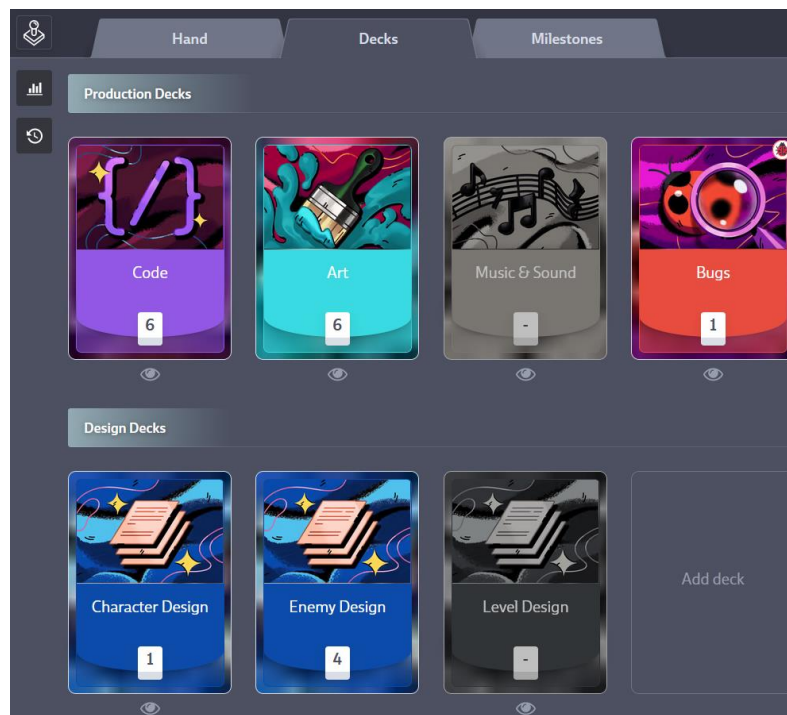 Hand Decks Milestones
Production Decks
Code Art Music & Sound Bugs
6 6 - 1
Design Decks
Character Design Enemy Design Level Design Add deck
1 4 -